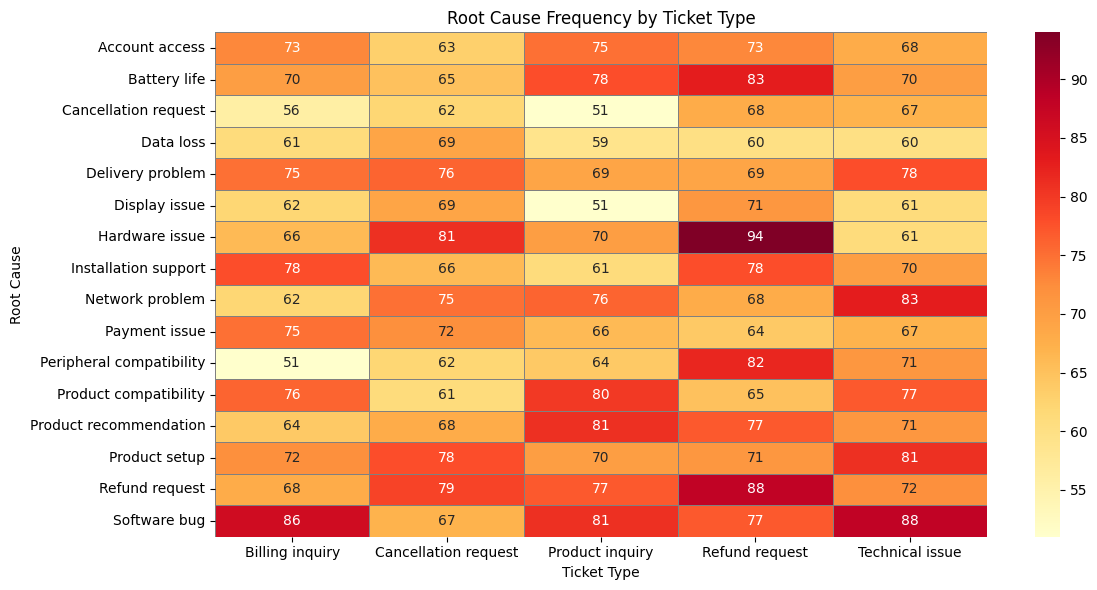 Root Cause Frequency by Ticket Type
Root Cause
Account access 73 63 75 73 68
Battery life 70 65 78 83 70
Cancellation request 56 62 51 68 67
Data loss 61 69 59 60 60
Delivery problem 75 76 69 69 78
Display issue 62 69 51 71 61
Hardware issue 66 81 70 94 61
Installation support 78 66 61 78 70
Network problem 62 75 76 68 83
Payment issue 75 72 66 64 67
Peripheral compatibility 51 62 64 82 71
Product compatibility 76 61 80 65 77
Product recommendation 64 68 81 77 71
Product setup 72 78 70 71 81
Refund request 68 79 77 88 72
Software bug 86 67 81 77 88
Billing inquiry Cancellation request Product inquiry Refund request Technical issue
Ticket Type
90
85
80
75
70
65
60
55